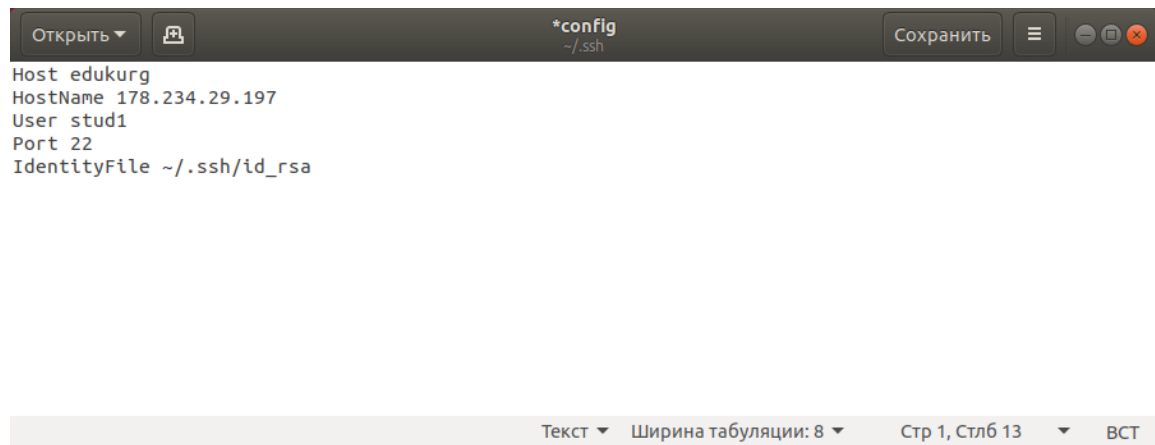 Открыть
*config
~/.ssh
Сохранить
Host edukurg
HostName 178.234.29.197
User stud1
Port 22
IdentityFile ~/.ssh/id_rsa
Текст Ширина табуляции: 8 Стр 1, Стлб 13 ВСТ